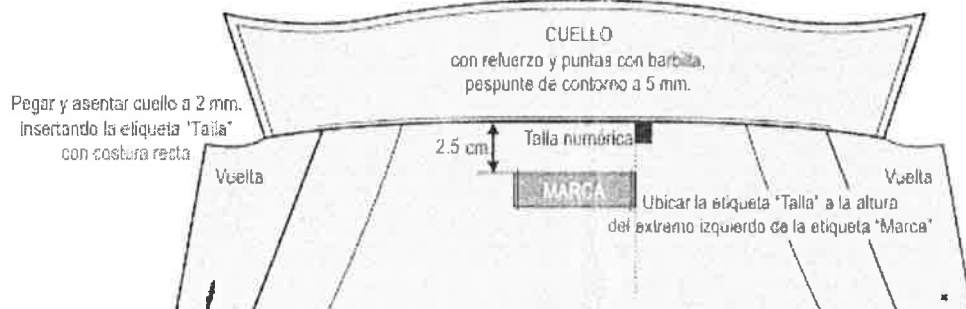 CUELLO
con refuerzo y puntas con barbilla,
pespunte de contorno a 5 mm.
Pegar y asentar cuello a 2 mm.
insertando la etiqueta "Talla"
con costura recta
2.5 cm
Talla numérica
Vuelta
MARCA
Vuelta
Ubicar la etiqueta "Talla" a la altura
del extremo izquierdo de la etiqueta "Marca"